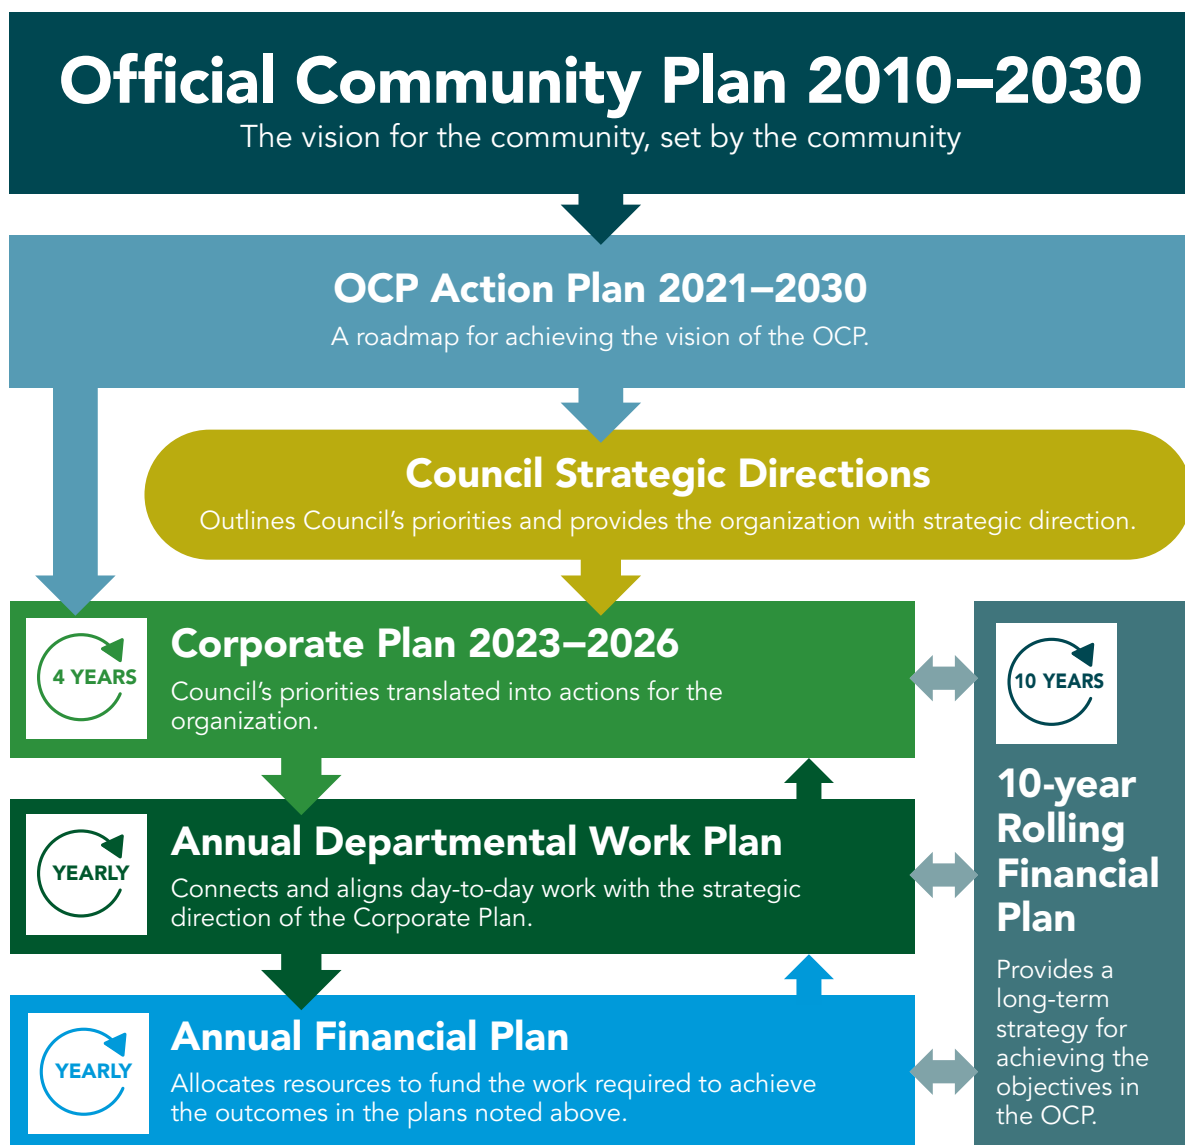 Official Community Plan 2010–2030
The vision for the community, set by the community
OCP Action Plan 2021–2030
A roadmap for achieving the vision of the OCP.
Council Strategic Directions
Outlines Council’s priorities and provides the organization with strategic direction.
4 YEARS
Corporate Plan 2023–2026
Council’s priorities translated into actions for the
organization.
YEARLY
Annual Departmental Work Plan
Connects and aligns day-to-day work with the strategic
direction of the Corporate Plan.
YEARLY
Annual Financial Plan
Allocates resources to fund the work required to achieve
the outcomes in the plans noted above.
10 YEARS
10-year
Rolling
Financial
Plan
Provides a
long-term
strategy for
achieving the
objectives in
the OCP.